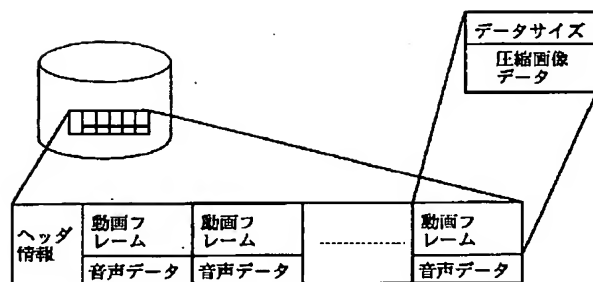 データサイズ
圧縮画像
データ
ヘッダ
情報
動画フ
レーム
音声データ
動画フ
レーム
音声データ
動画フ
レーム
音声データ